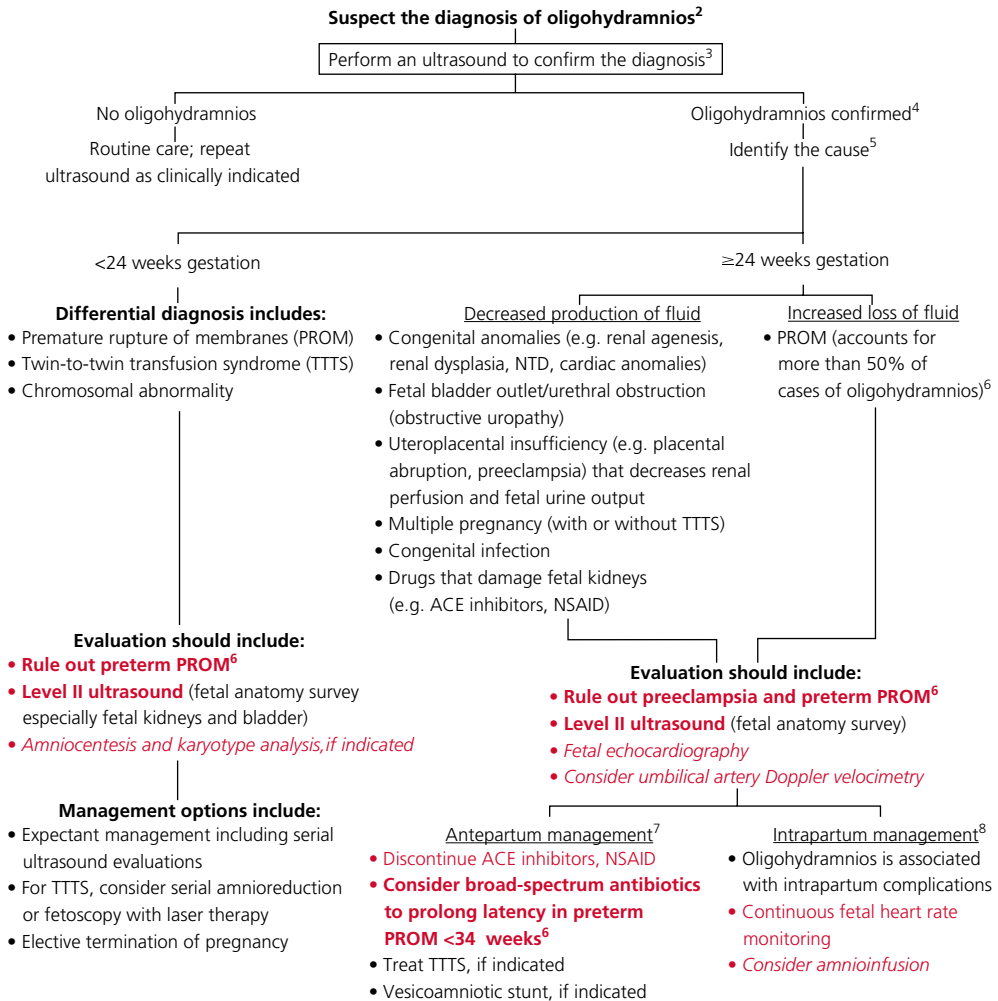 Suspect the diagnosis of oligohydramnios2
Perform an ultrasound to confirm the diagnosis3
No oligohydramnios
Routine care; repeat
ultrasound as clinically indicated
Oligohydramnios confirmed4
Identify the cause5
<24 weeks gestation
≥24 weeks gestation
Differential diagnosis includes:
• Premature rupture of membranes (PROM)
• Twin-to-twin transfusion syndrome (TTTS)
• Chromosomal abnormality
Decreased production of fluid
• Congenital anomalies (e.g. renal agenesis,
renal dysplasia, NTD, cardiac anomalies)
• Fetal bladder outlet/urethral obstruction
(obstructive uropathy)
• Uteroplacental insufficiency (e.g. placental
abruption, preeclampsia) that decreases renal
perfusion and fetal urine output
• Multiple pregnancy (with or without TTTS)
• Congenital infection
• Drugs that damage fetal kidneys
(e.g. ACE inhibitors, NSAID)
Increased loss of fluid
• PROM (accounts for
more than 50% of
cases of oligohydramnios)6
Evaluation should include:
• Rule out preterm PROM6
• Level II ultrasound (fetal anatomy survey
especially fetal kidneys and bladder)
• Amniocentesis and karyotype analysis, if indicated
Evaluation should include:
• Rule out preeclampsia and preterm PROM6
• Level II ultrasound (fetal anatomy survey)
• Fetal echocardiography
• Consider umbilical artery Doppler velocimetry
Management options include:
• Expectant management including serial
ultrasound evaluations
• For TTTS, consider serial amnioreduction
or fetoscopy with laser therapy
• Elective termination of pregnancy
Antepartum management7
• Discontinue ACE inhibitors, NSAID
• Consider broad-spectrum antibiotics
to prolong latency in preterm
PROM <34 weeks6
• Treat TTTS, if indicated
• Vesicoamniotic stunt, if indicated
Intrapartum management8
• Oligohydramnios is associated
with intrapartum complications
• Continuous fetal heart rate
monitoring
• Consider amnioinfusion